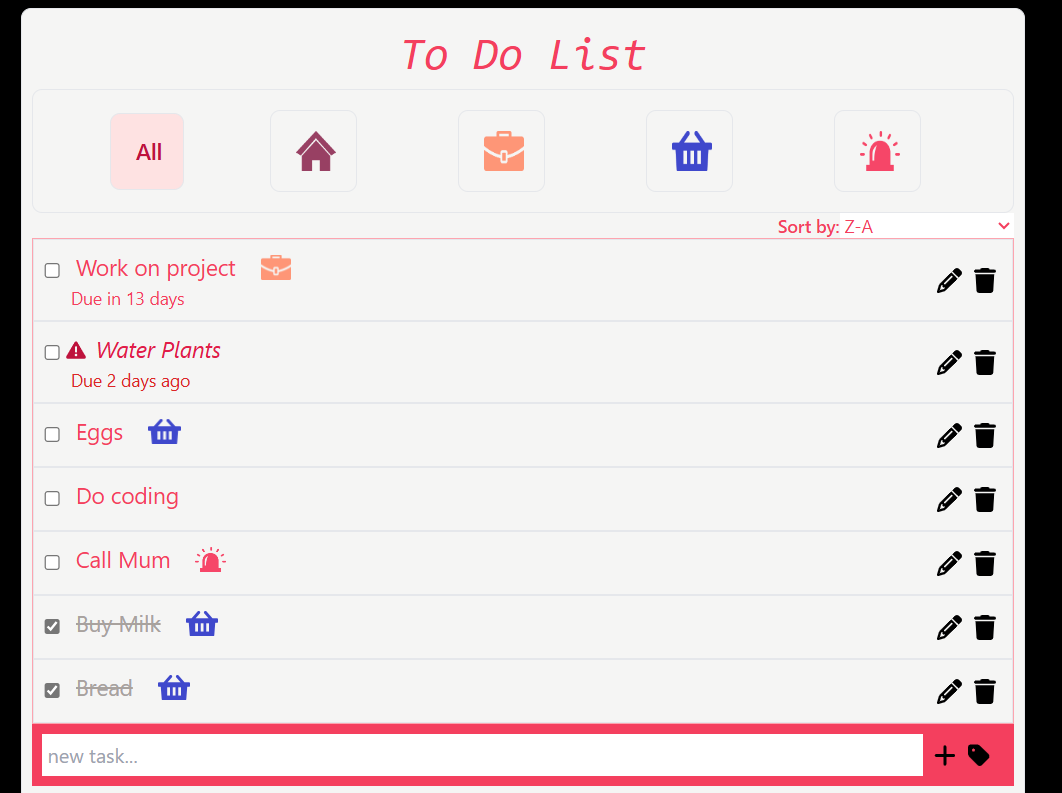 To Do List
All
Sort by: Z-A
Work on project
Due in 13 days
Water Plants
Due 2 days ago
Eggs
Do coding
Call Mum
Buy Milk
Bread
new task...